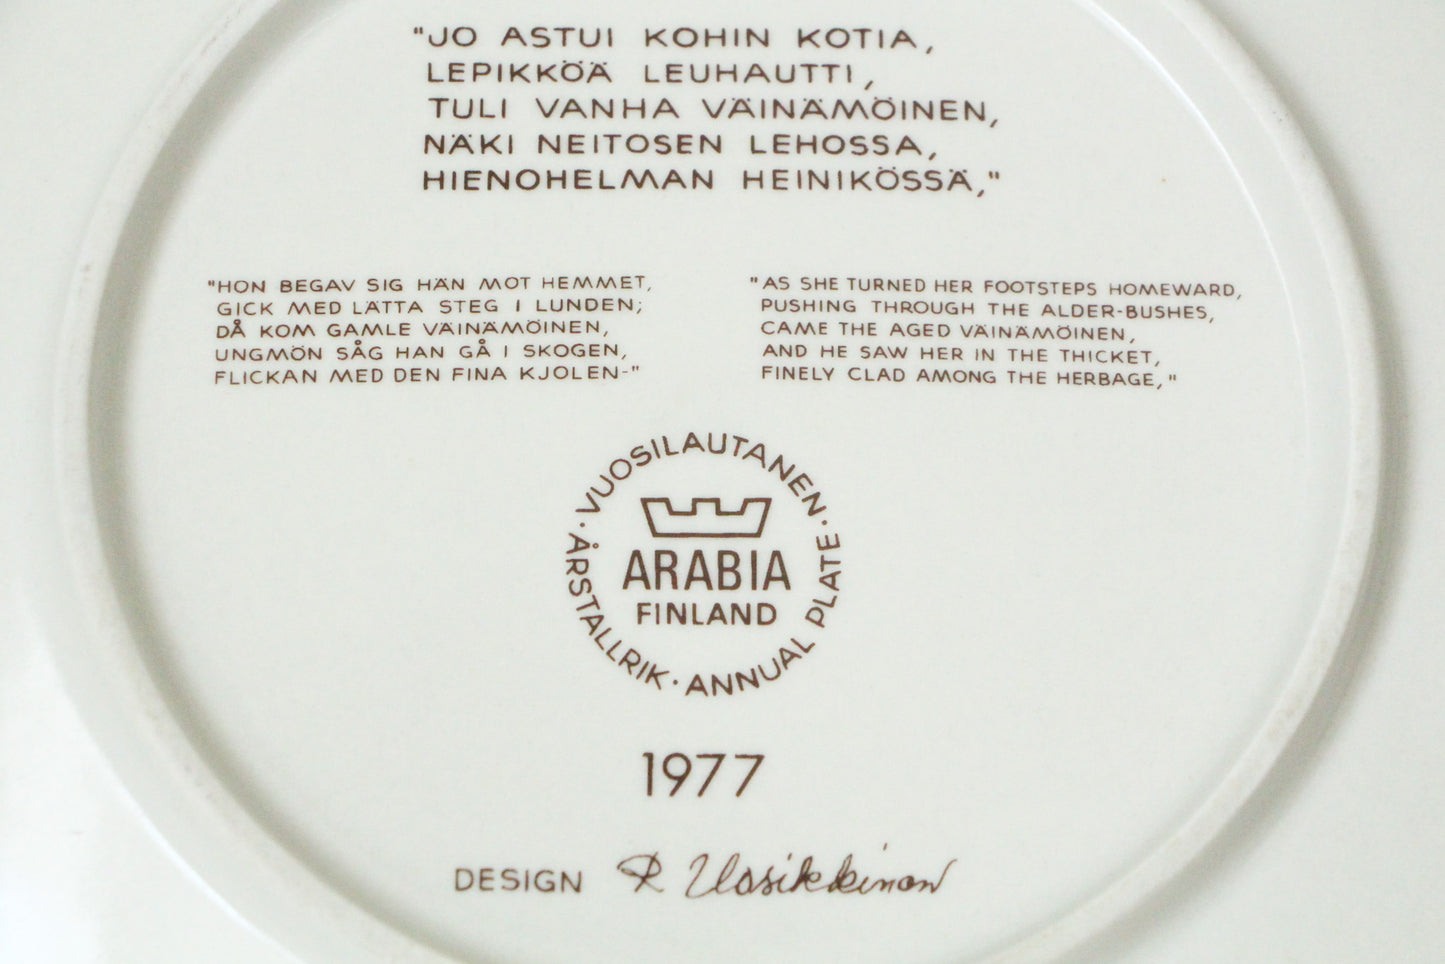 "JO ASTUI KOHIN KOTIA,
LEPIKKÖÄ LEUHAUTTI,
TULI VANHA VÄINÄMÖINEN,
NÄKI NEITOSEN LEHOSSA,
HIENOHELMAN HEINIKÖSSÄ,"
"HON BEGAV SIG HÄN MOT HEMMET,
GICK MED LÄTTA STEG I LUNDEN;
DÅ KOM GAMLE VÄINÄMÖINEN,
UNGMÖN SÅG HAN GÅ I SKOGEN,
FLICKAN MED DEN FINA KJOLEN-"
"AS SHE TURNED HER FOOTSTEPS HOMEWARD,
PUSHING THROUGH THE ALDER-BUSHES,
CAME THE AGED VÄINÄMÖINEN,
AND HE SAW HER IN THE THICKET,
FINELY CLAD AMONG THE HERBAGE,"
· VUOSILAUTANEN · ANNUAL PLATE · ÅRSTALLRIK
ARABIA
FINLAND
1977
DESIGN R Uosikkinen